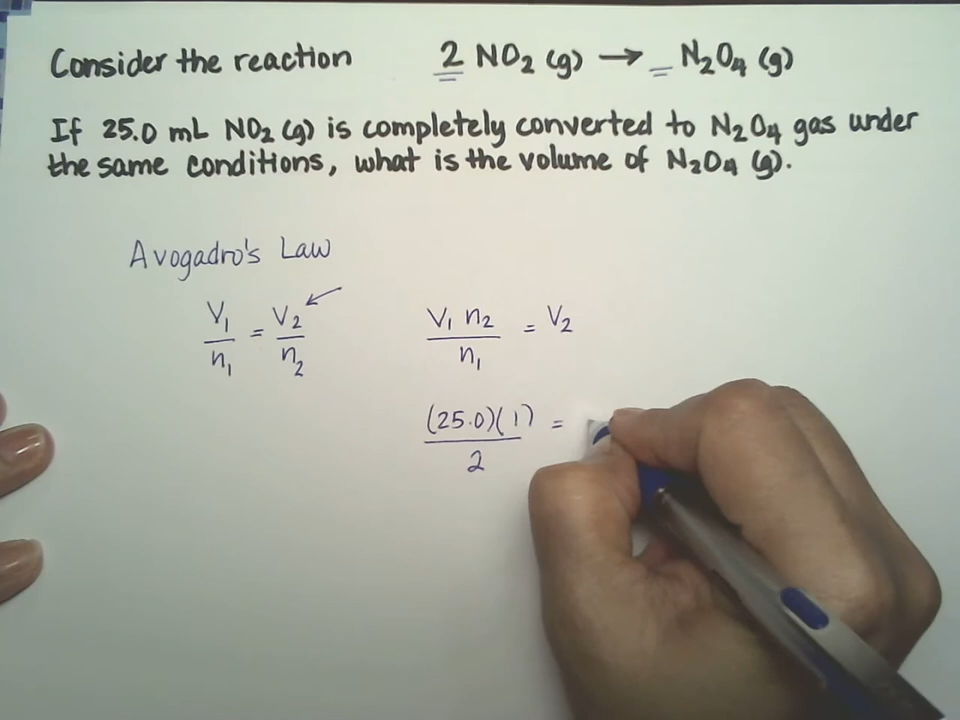 Consider the reaction 2 NO₂ (g) → _ N₂O₄ (g)
If 25.0 mL NO₂ (g) is completely converted to N₂O₄ gas under
the same conditions, what is the volume of N₂O₄ (g).
Avogadro's Law
V₁/n₁ = V₂/n₂
V₁ n₂/n₁ = V₂
(25.0)(1)/2 =